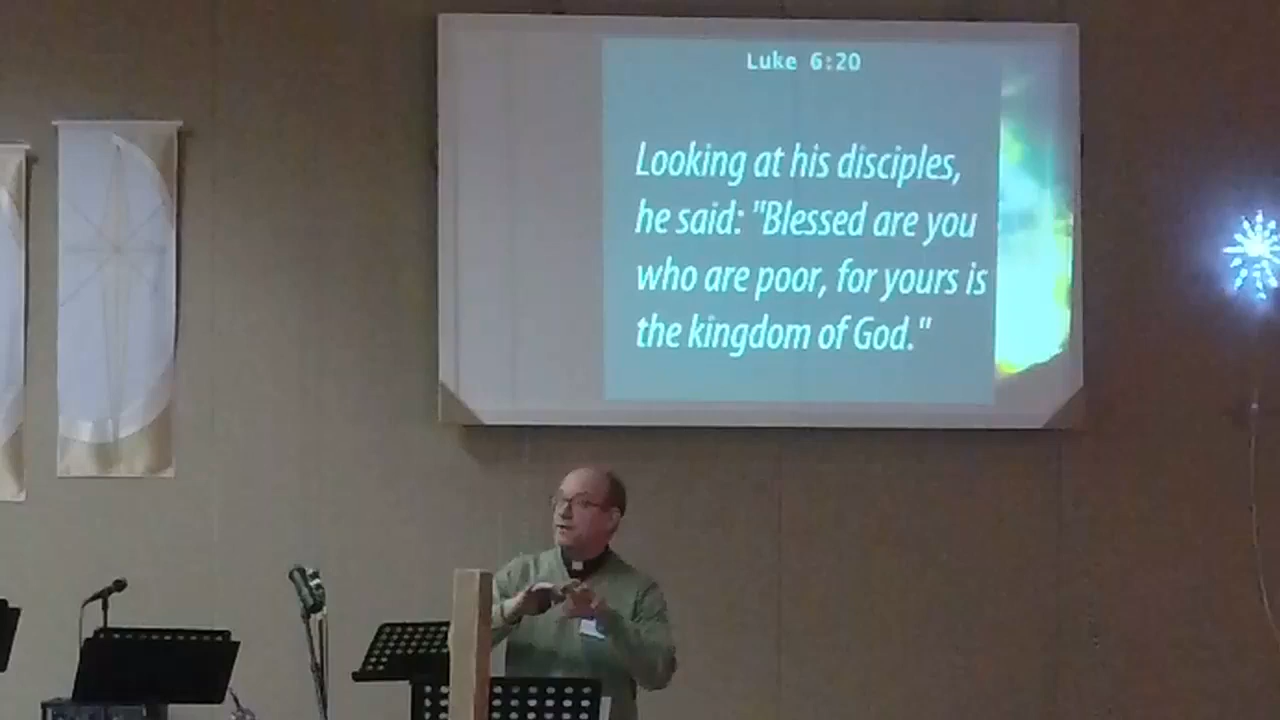 Luke 6:20
Looking at his disciples,
he said: "Blessed are you
who are poor, for yours is
the kingdom of God."